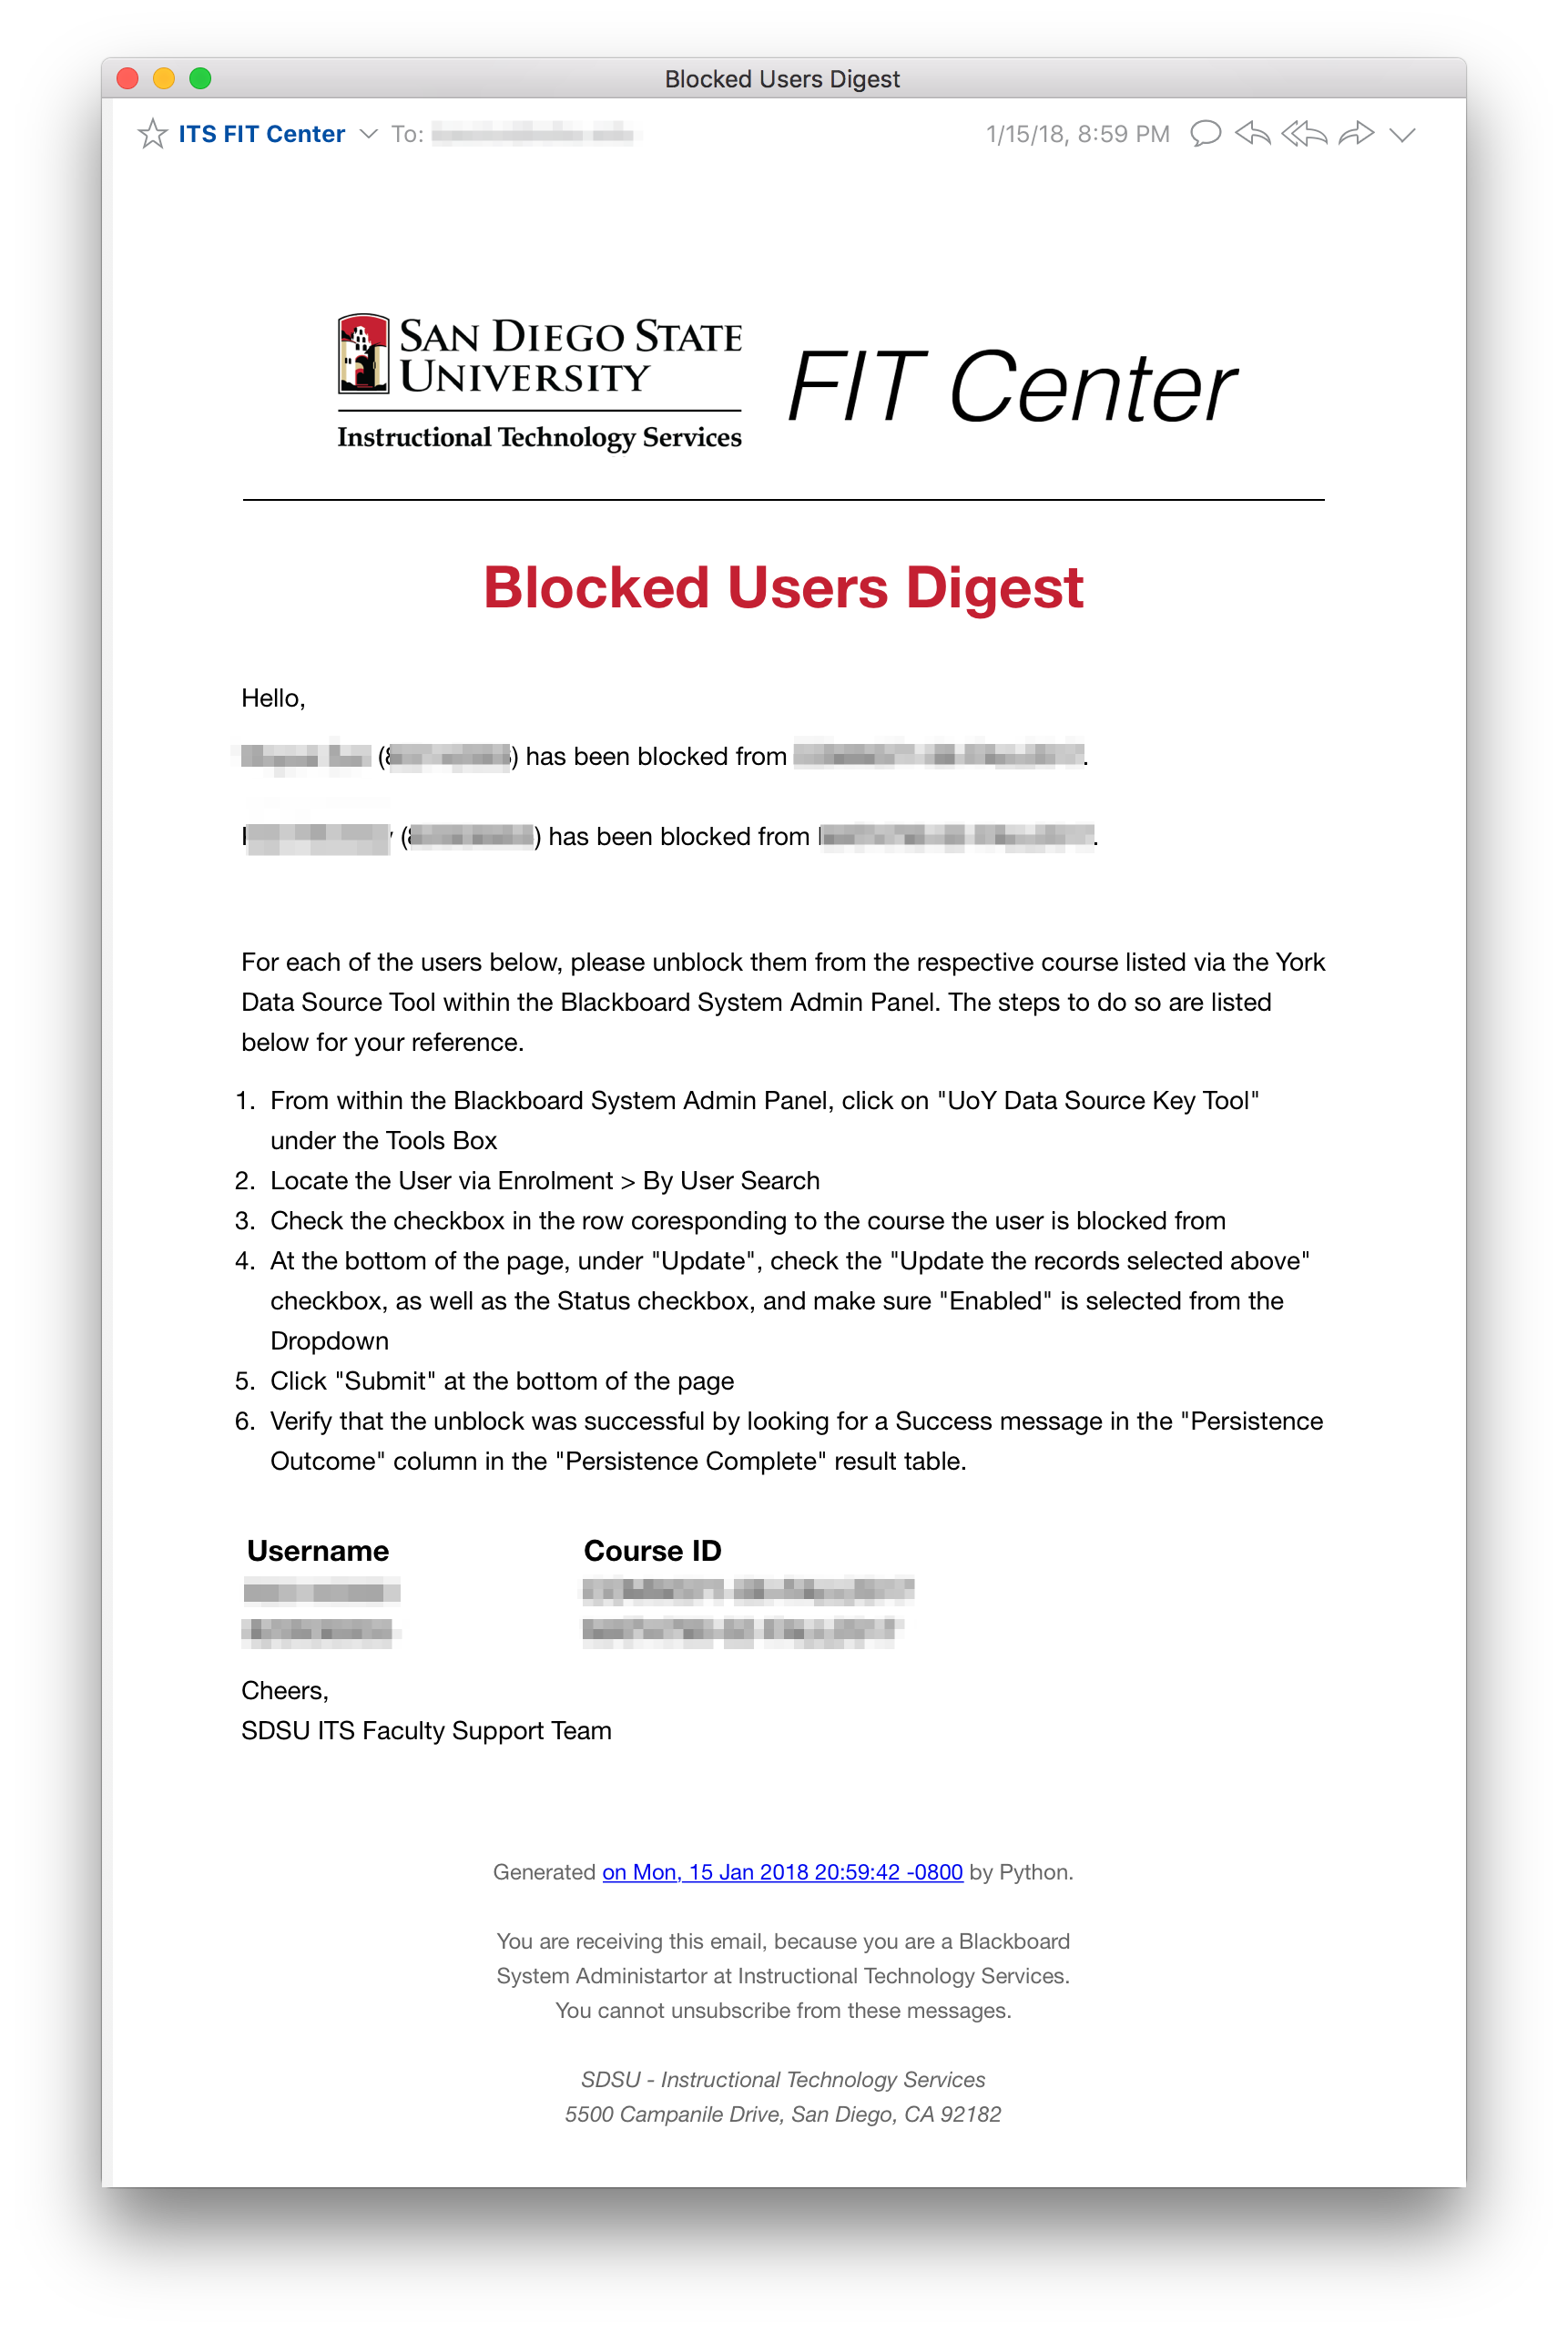 Blocked Users Digest
ITS FIT Center To: 1/15/18, 8:59 PM
SAN DIEGO STATE
UNIVERSITY
Instructional Technology Services
FIT Center
Blocked Users Digest
Hello,
( ) has been blocked from .
( ) has been blocked from .
For each of the users below, please unblock them from the respective course listed via the York
Data Source Tool within the Blackboard System Admin Panel. The steps to do so are listed
below for your reference.
1. From within the Blackboard System Admin Panel, click on "UoY Data Source Key Tool"
under the Tools Box
2. Locate the User via Enrolment > By User Search
3. Check the checkbox in the row coresponding to the course the user is blocked from
4. At the bottom of the page, under "Update", check the "Update the records selected above"
checkbox, as well as the Status checkbox, and make sure "Enabled" is selected from the
Dropdown
5. Click "Submit" at the bottom of the page
6. Verify that the unblock was successful by looking for a Success message in the "Persistence
Outcome" column in the "Persistence Complete" result table.
Username Course ID
Cheers,
SDSU ITS Faculty Support Team
Generated on Mon, 15 Jan 2018 20:59:42 -0800 by Python.
You are receiving this email, because you are a Blackboard
System Administartor at Instructional Technology Services.
You cannot unsubscribe from these messages.
SDSU - Instructional Technology Services
5500 Campanile Drive, San Diego, CA 92182